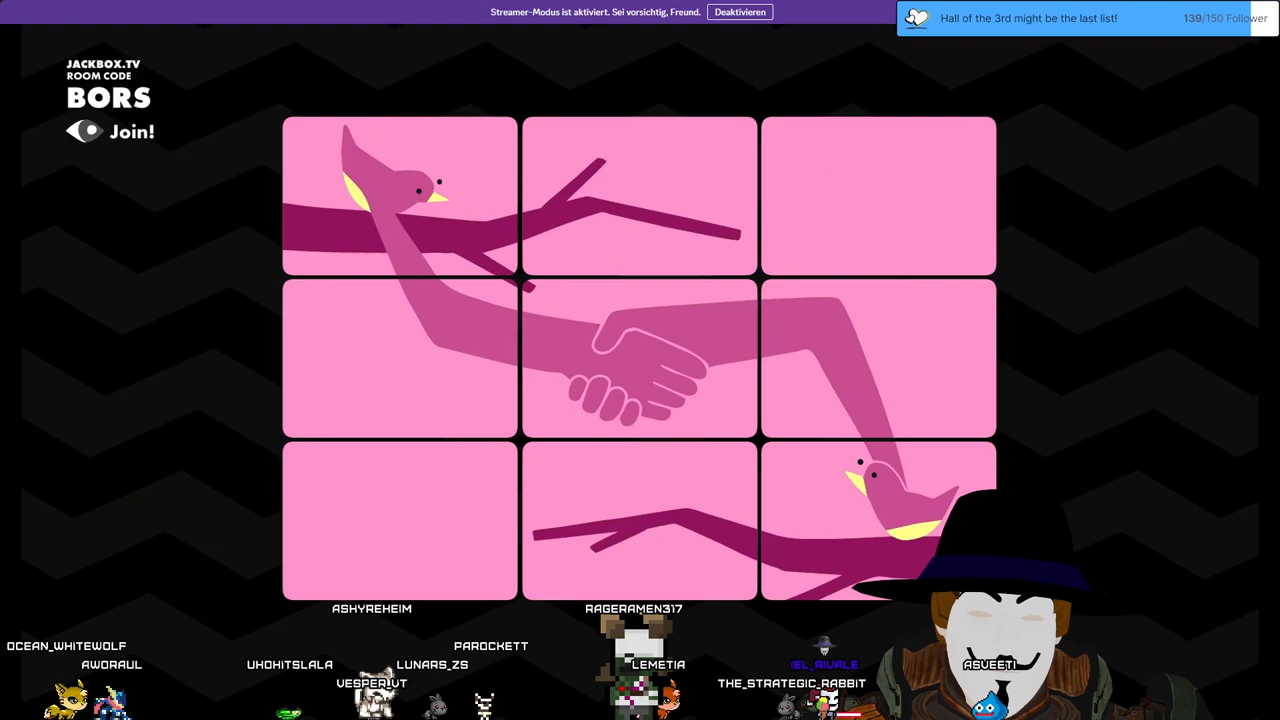 Streamer-Modus ist aktiviert. Sei vorsichtig, Freund. Deaktivieren
Hall of the 3rd might be the last list! 139/150 Follower
JACKBOX.TV
ROOM CODE
BORS
Join!
ASHYREHEIM RAGERAMEN317
OCEAN_WHITEWOLF PAROCKETT
AWORAUL UHOHITSLALA LUNARS_ZS LEMETIA IEL_RIVALE ASVEETI
VESPERWT THE_STRATEGIC_RABBIT